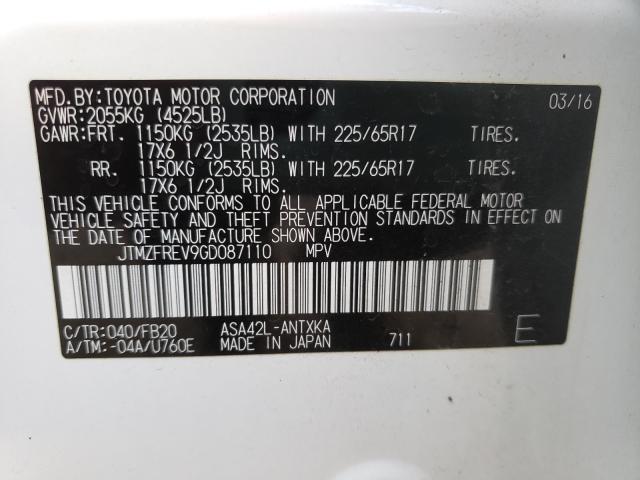 MFD.BY:TOYOTA MOTOR CORPORATION 03/16
GVWR:2055KG (4525LB)
GAWR:FRT. 1150KG (2535LB) WITH 225/65R17 TIRES.
17X6 1/2J RIMS.
RR. 1150KG (2535LB) WITH 225/65R17 TIRES.
17X6 1/2J RIMS.
THIS VEHICLE CONFORMS TO ALL APPLICABLE FEDERAL MOTOR
VEHICLE SAFETY AND THEFT PREVENTION STANDARDS IN EFFECT ON
THE DATE OF MANUFACTURE SHOWN ABOVE.
JTMZFREV9GD087110 MPV
C/TR:040/FB20 ASA42L-ANTXKA
A/TM:-04A/U760E MADE IN JAPAN 711 E